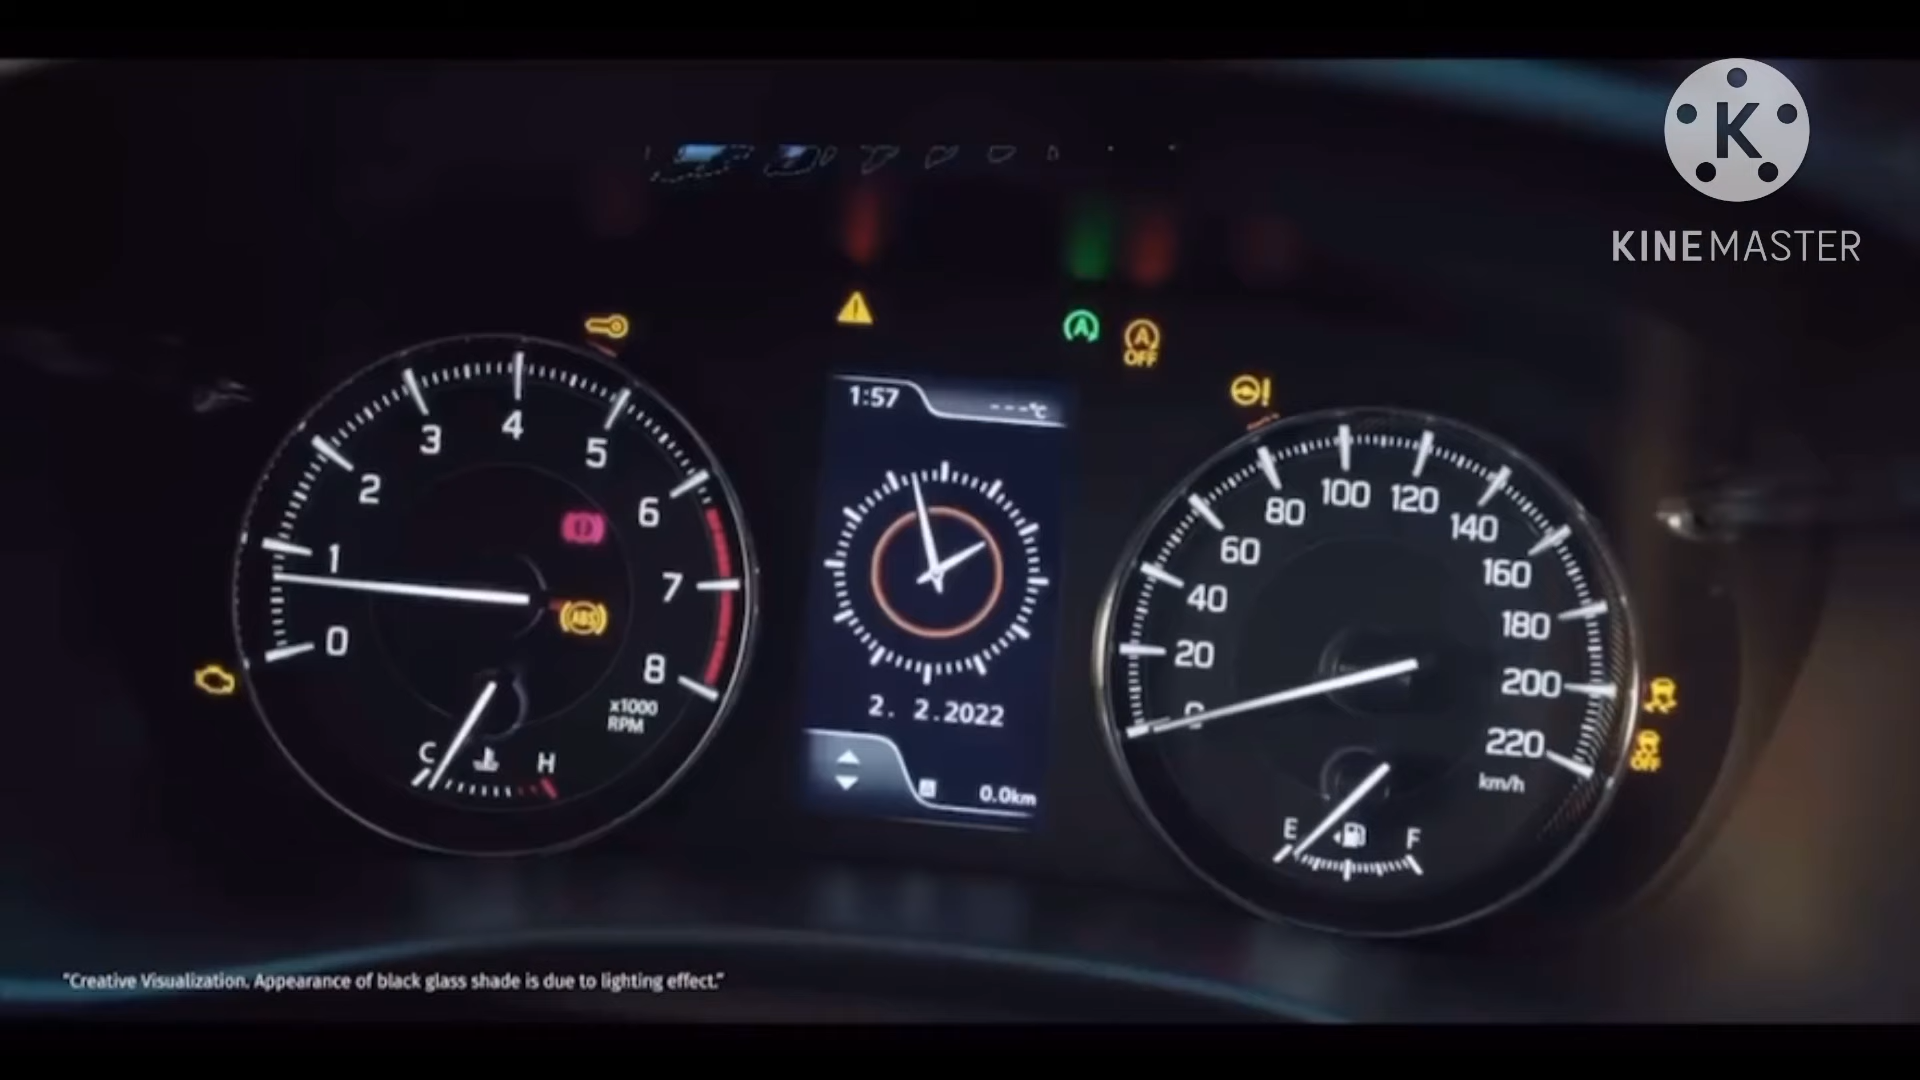 K
KINEMASTER
A
A
OFF
1:57
---°C
0
1
2
3
4
5
6
7
8
x1000
RPM
ABS
C
H
2. 2.2022
A
0.0km
0
20
40
60
80
100
120
140
160
180
200
220
km/h
E
F
OFF
"Creative Visualization. Appearance of black glass shade is due to lighting effect."